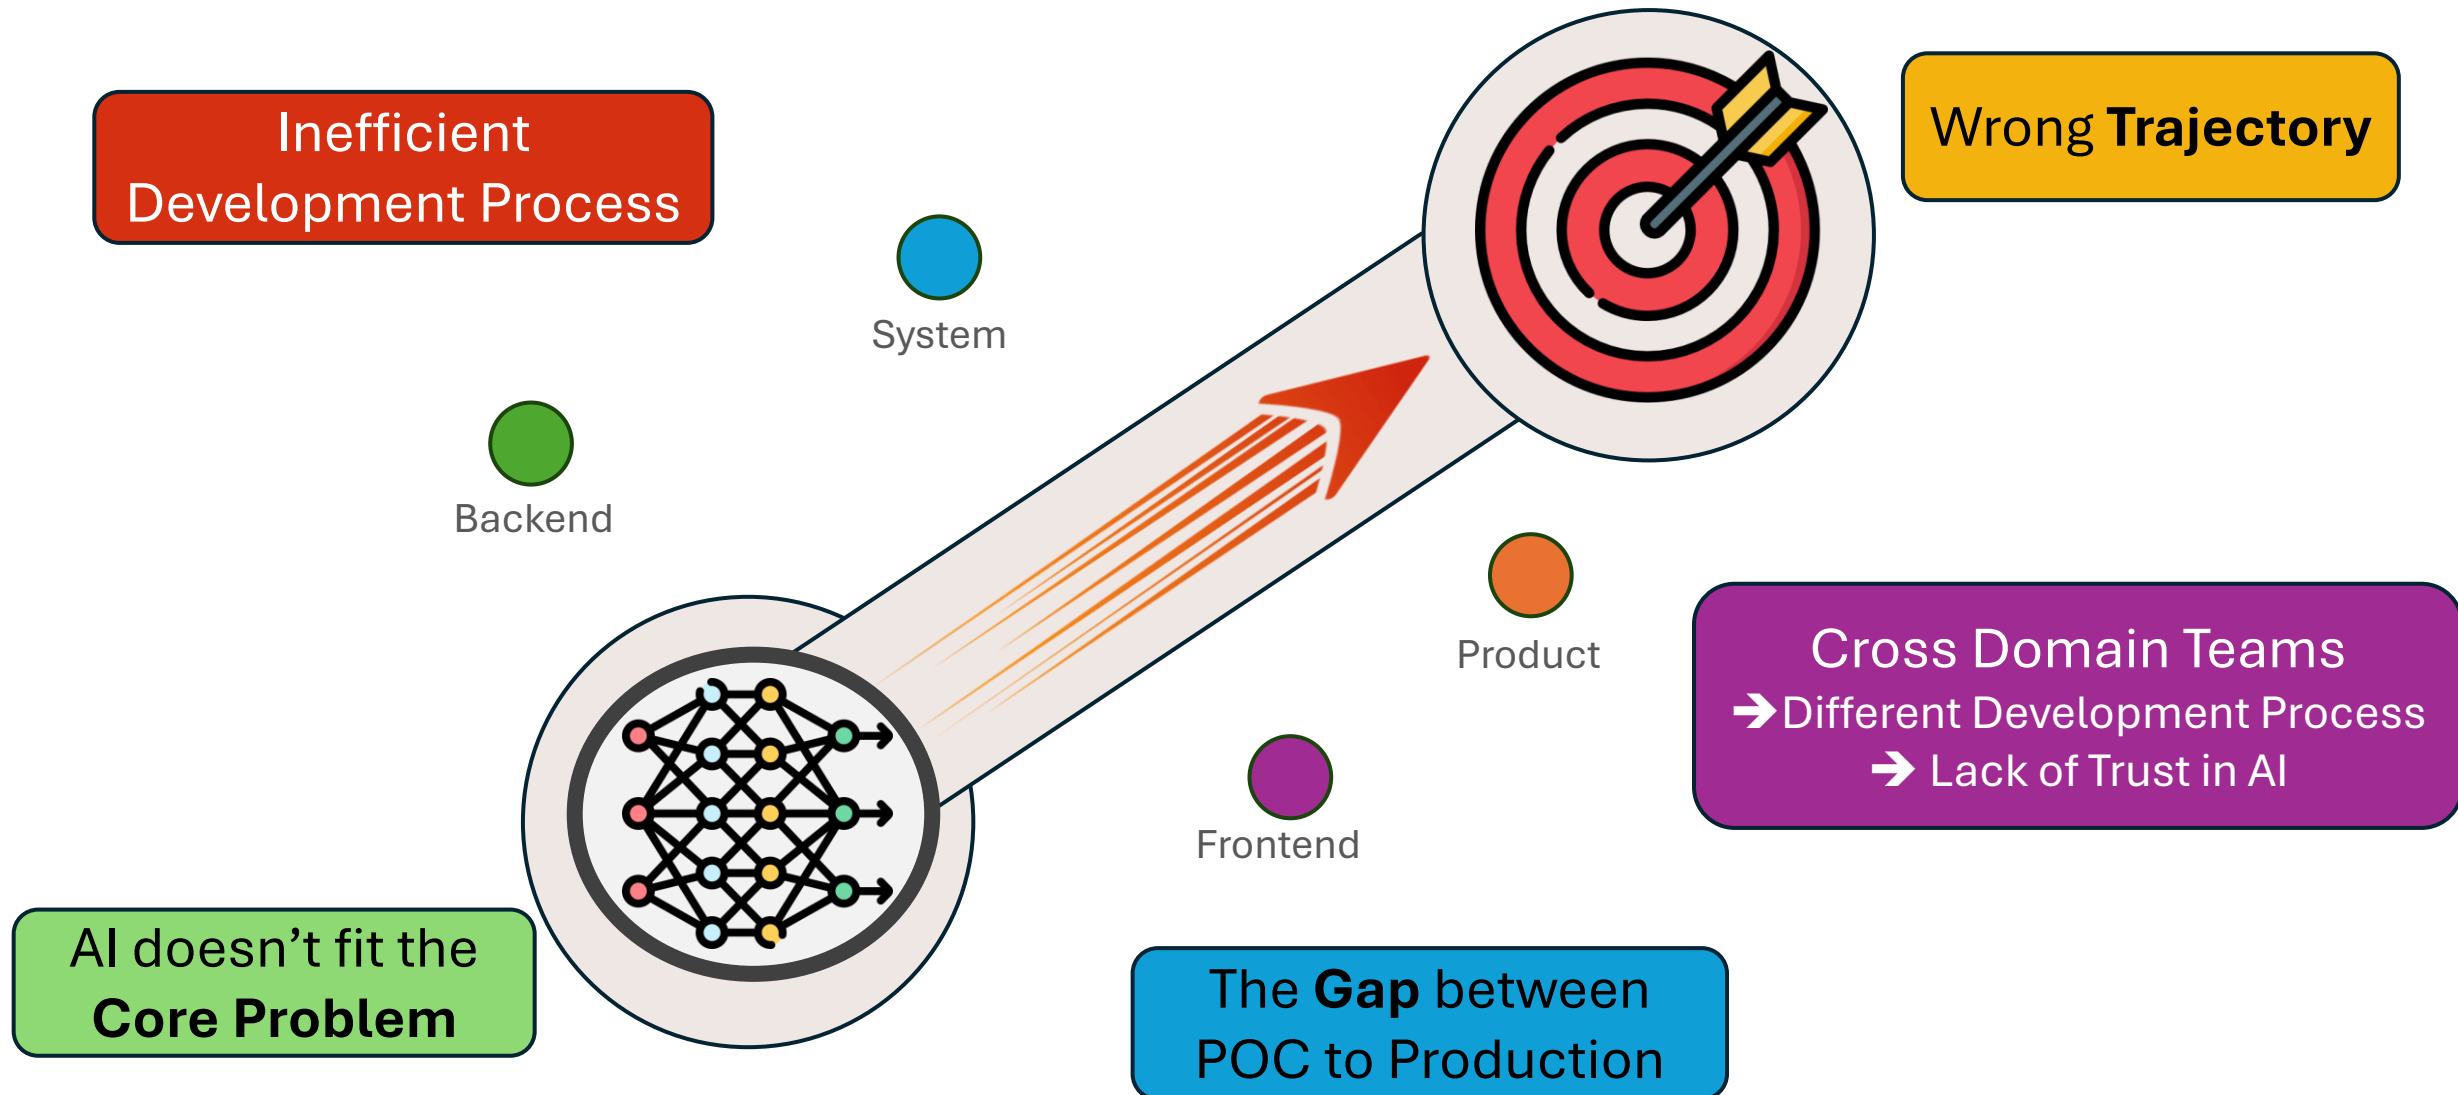 Inefficient
Development Process
Wrong Trajectory
System
Backend
Product
Cross Domain Teams
➔Different Development Process
➔ Lack of Trust in AI
Frontend
AI doesn’t fit the
Core Problem
The Gap between
POC to Production